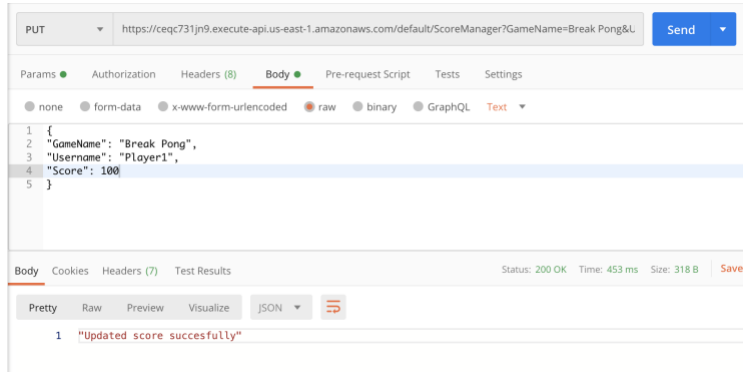 PUT https://ceqc731jn9.execute-api.us-east-1.amazonaws.com/default/ScoreManager?GameName=Break Pong&U Send
Params Authorization Headers (8) Body Pre-request Script Tests Settings
none form-data x-www-form-urlencoded raw binary GraphQL Text
1 {
2 "GameName": "Break Pong",
3 "Username": "Player1",
4 "Score": 100
5 }
Body Cookies Headers (7) Test Results Status: 200 OK Time: 453 ms Size: 318 B Save
Pretty Raw Preview Visualize JSON
1 "Updated score succesfully"